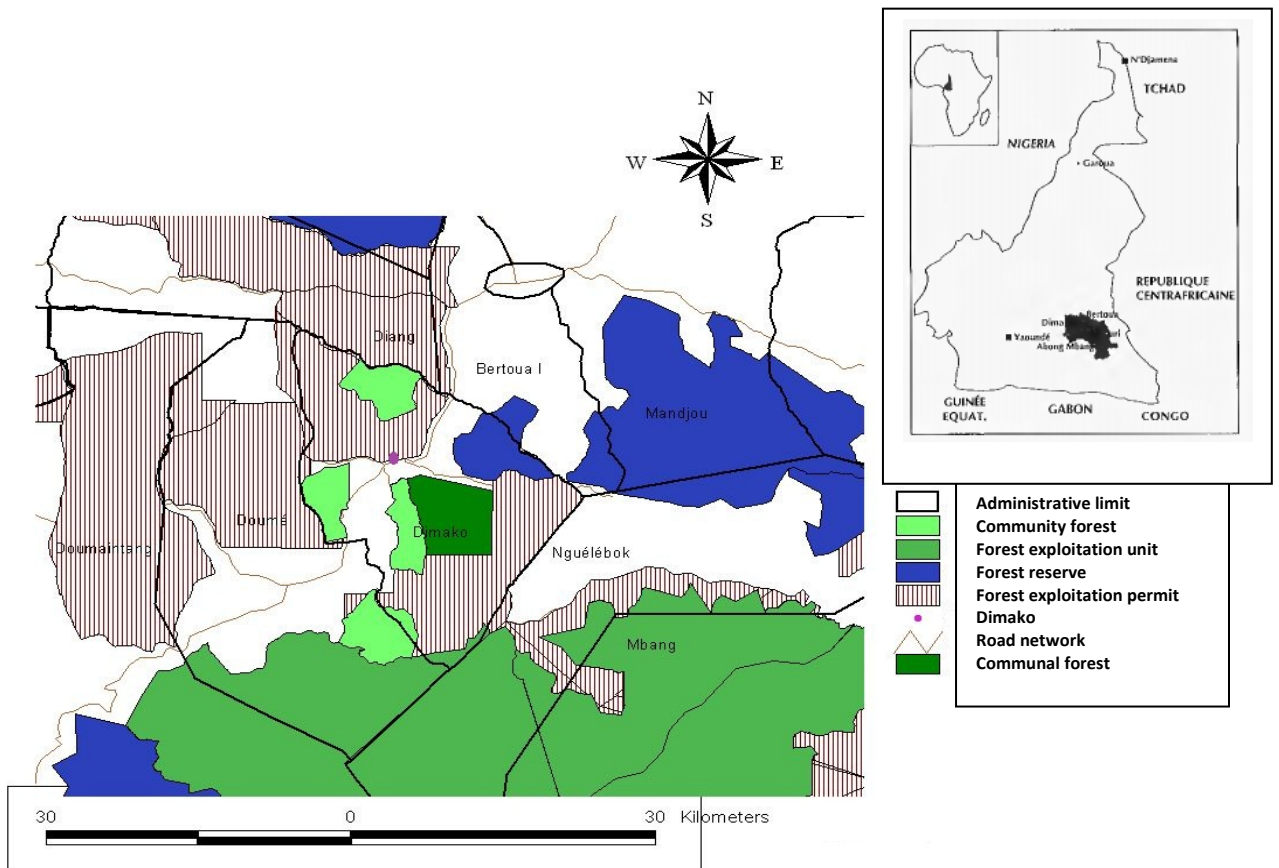 N
W E
S
Diang
Bertoua I
Mandjou
Doumé
Doumaintang
Dimako
Nguélébok
Mbang
30 0 30 Kilometers
N'Djamena
TCHAD
NIGERIA
Garoua
REPUBLIQUE
CENTRAFRICAINE
Bertoua
Dima
Yaoundé
Abong Mbang
GUINÉE
EQUAT.
GABON
CONGO
Administrative limit
Community forest
Forest exploitation unit
Forest reserve
Forest exploitation permit
Dimako
Road network
Communal forest